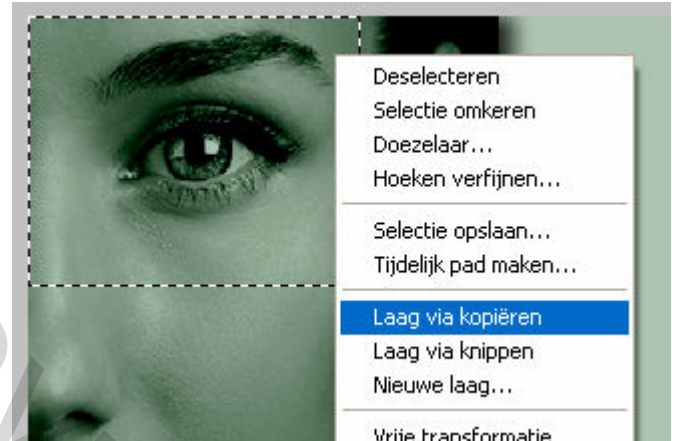 Deselecteren
Selectie omkeren
Doezelaar...
Hoeken verfijnen...
Selectie opslaan...
Tijdelijk pad maken...
Laag via kopiëren
Laag via knippen
Nieuwe laag...
Vrije transformatie